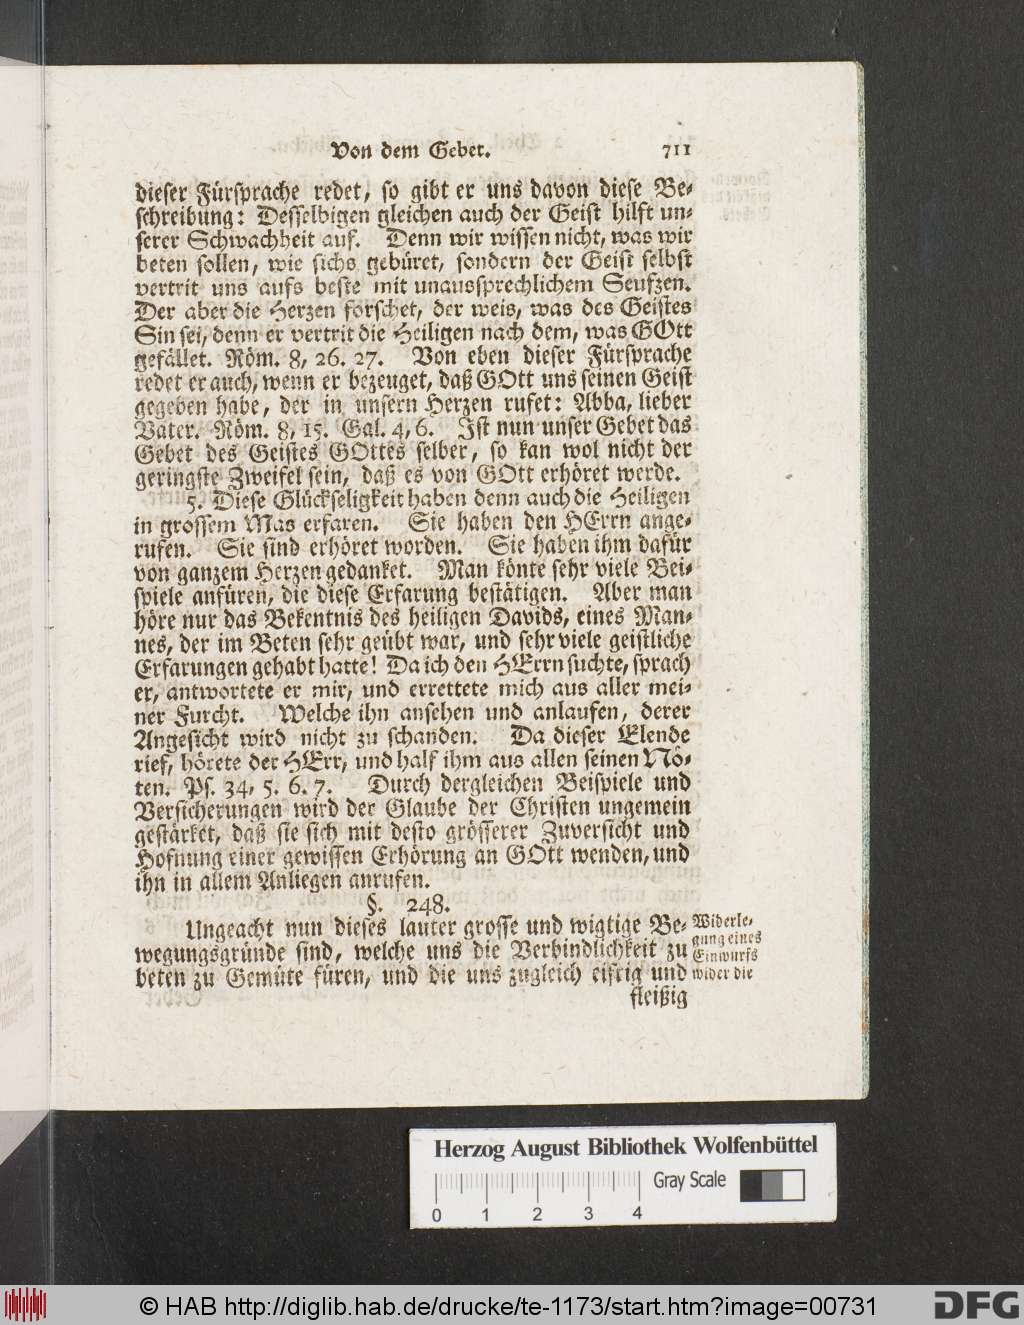 Von dem Gebet. 711
dieser Fürsprache redet, so gibt er uns davon diese Be-
schreibung: Desselbigen gleichen auch der Geist hilft un-
serer Schwachheit auf. Denn wir wissen nicht, was wir
beten sollen, wie sichs gebüret, sondern der Geist selbst
vertrit uns aufs beste mit unaussprechlichem Seufzen.
Der aber die Herzen forschet, der weis, was des Geistes
Sin sei, denn er vertrit die Heiligen nach dem, was GOtt
gefället. Röm. 8, 26. 27. Von eben dieser Fürsprache
redet er auch, wenn er bezeuget, daß GOtt uns seinen Geist
gegeben habe, der in unsern Herzen rufet: Abba, lieber
Vater. Röm. 8, 15. Gal. 4, 6. Ist nun unser Gebet das
Gebet des Geistes GOttes selber, so kan wol nicht der
geringste Zweifel sein, daß es von GOtt erhöret werde.
5. Diese Glückseligkeit haben denn auch die Heiligen
in grossem Mas erfaren. Sie haben den HErrn ange-
rufen. Sie sind erhöret worden. Sie haben ihm dafür
von ganzem Herzen gedanket. Man könte sehr viele Bei-
spiele anfüren, die diese Erfarung bestätigen. Aber man
höre nur das Bekentnis des heiligen Davids, eines Man-
nes, der im Beten sehr geübt war, und sehr viele geistliche
Erfarungen gehabt hatte! Da ich den HErrn suchte, sprach
er, antwortete er mir, und errettete mich aus aller mei-
ner Furcht. Welche ihn ansehen und anlaufen, derer
Angesicht wird nicht zu schanden. Da dieser Elende
rief, hörete der HErr, und half ihm aus allen seinen Nö-
ten. Ps. 34, 5. 6. 7. Durch dergleichen Beispiele und
Versicherungen wird der Glaube der Christen ungemein
gestärket, daß sie sich mit desto grösserer Zuversicht und
Hofnung einer gewissen Erhörung an GOtt wenden, und
ihn in allem Anliegen anrufen.
§. 248.
Ungeacht nun dieses lauter grosse und wigtige Be-
wegungsgründe sind, welche uns die Verbindlichkeit zu
beten zu Gemüte füren, und die uns zugleich eifrig und
fleißig
Widerle-
gung eines
Einwurfs
wider die
Herzog August Bibliothek Wolfenbüttel
Gray Scale
0 1 2 3 4
© HAB http://diglib.hab.de/drucke/te-1173/start.htm?image=00731
DFG